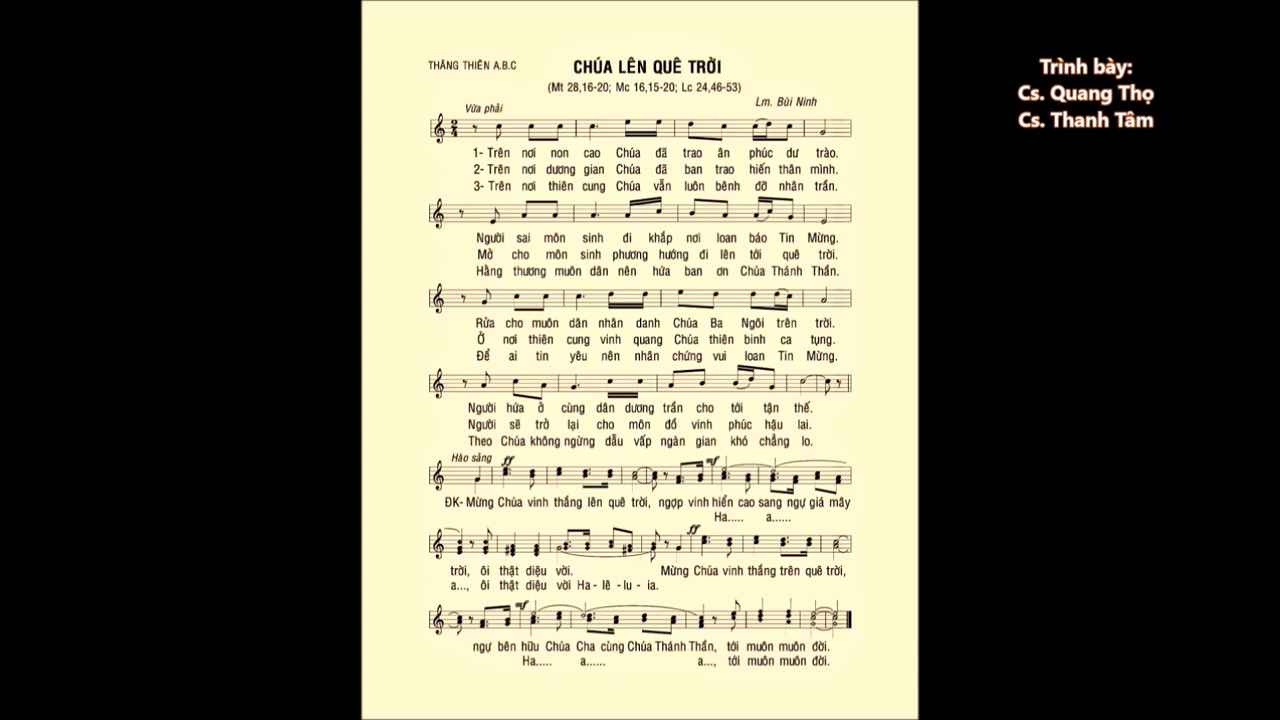 THĂNG THIÊN A.B.C
CHÚA LÊN QUÊ TRỜI
(Mt 28,16-20; Mc 16,15-20; Lc 24,46-53)
Vừa phải
Lm. Bùi Ninh
Trình bày:
Cs. Quang Thọ
Cs. Thanh Tâm
1- Trên nơi non cao Chúa đã trao ân phúc dư trào.
2- Trên nơi dương gian Chúa đã ban trao hiến thân mình.
3- Trên nơi thiên cung Chúa vẫn luôn bênh đỡ nhân trần.
Người sai môn sinh đi khắp nơi loan báo Tin Mừng.
Mở cho môn sinh phương hướng đi lên tới quê trời.
Hằng thương muôn dân nên hứa ban ơn Chúa Thánh Thần.
Rửa cho muôn dân nhân danh Chúa Ba Ngôi trên trời.
Ở nơi thiên cung vinh quang Chúa thiên binh ca tụng.
Để ai tin yêu nên nhân chứng vui loan Tin Mừng.
Người hứa ở cùng dân dương trần cho tới tận thế.
Người sẽ trở lại cho môn đồ vinh phúc hậu lai.
Theo Chúa không ngừng dẫu vấp ngàn gian khó chẳng lo.
Hào sảng ff mf
ĐK- Mừng Chúa vinh thắng lên quê trời, ngợp vinh hiển cao sang ngự giá mây
Ha..... a......
ff
trời, ôi thật diệu vời. Mừng Chúa vinh thắng trên quê trời,
a..., ôi thật diệu vời Ha - lê - lu - ia.
mf
ngự bên hữu Chúa Cha cùng Chúa Thánh Thần, tới muôn muôn đời.
Ha..... a...... a..., tới muôn muôn đời.